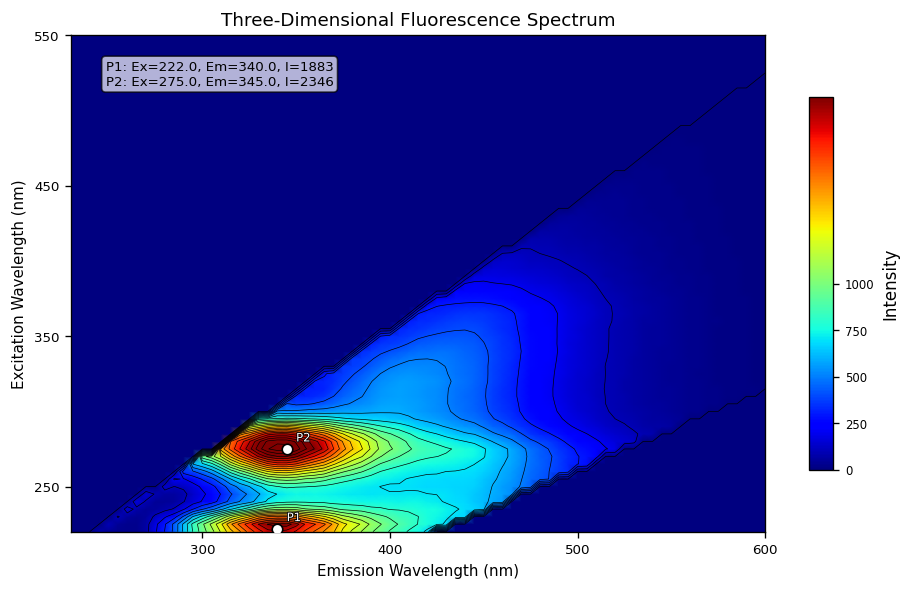 Three-Dimensional Fluorescence Spectrum
550
450
350
250
Excitation Wavelength (nm)
P1: Ex=222.0, Em=340.0, I=1883
P2: Ex=275.0, Em=345.0, I=2346
P2
P1
300
400
500
600
Emission Wavelength (nm)
1000
750
500
250
0
Intensity